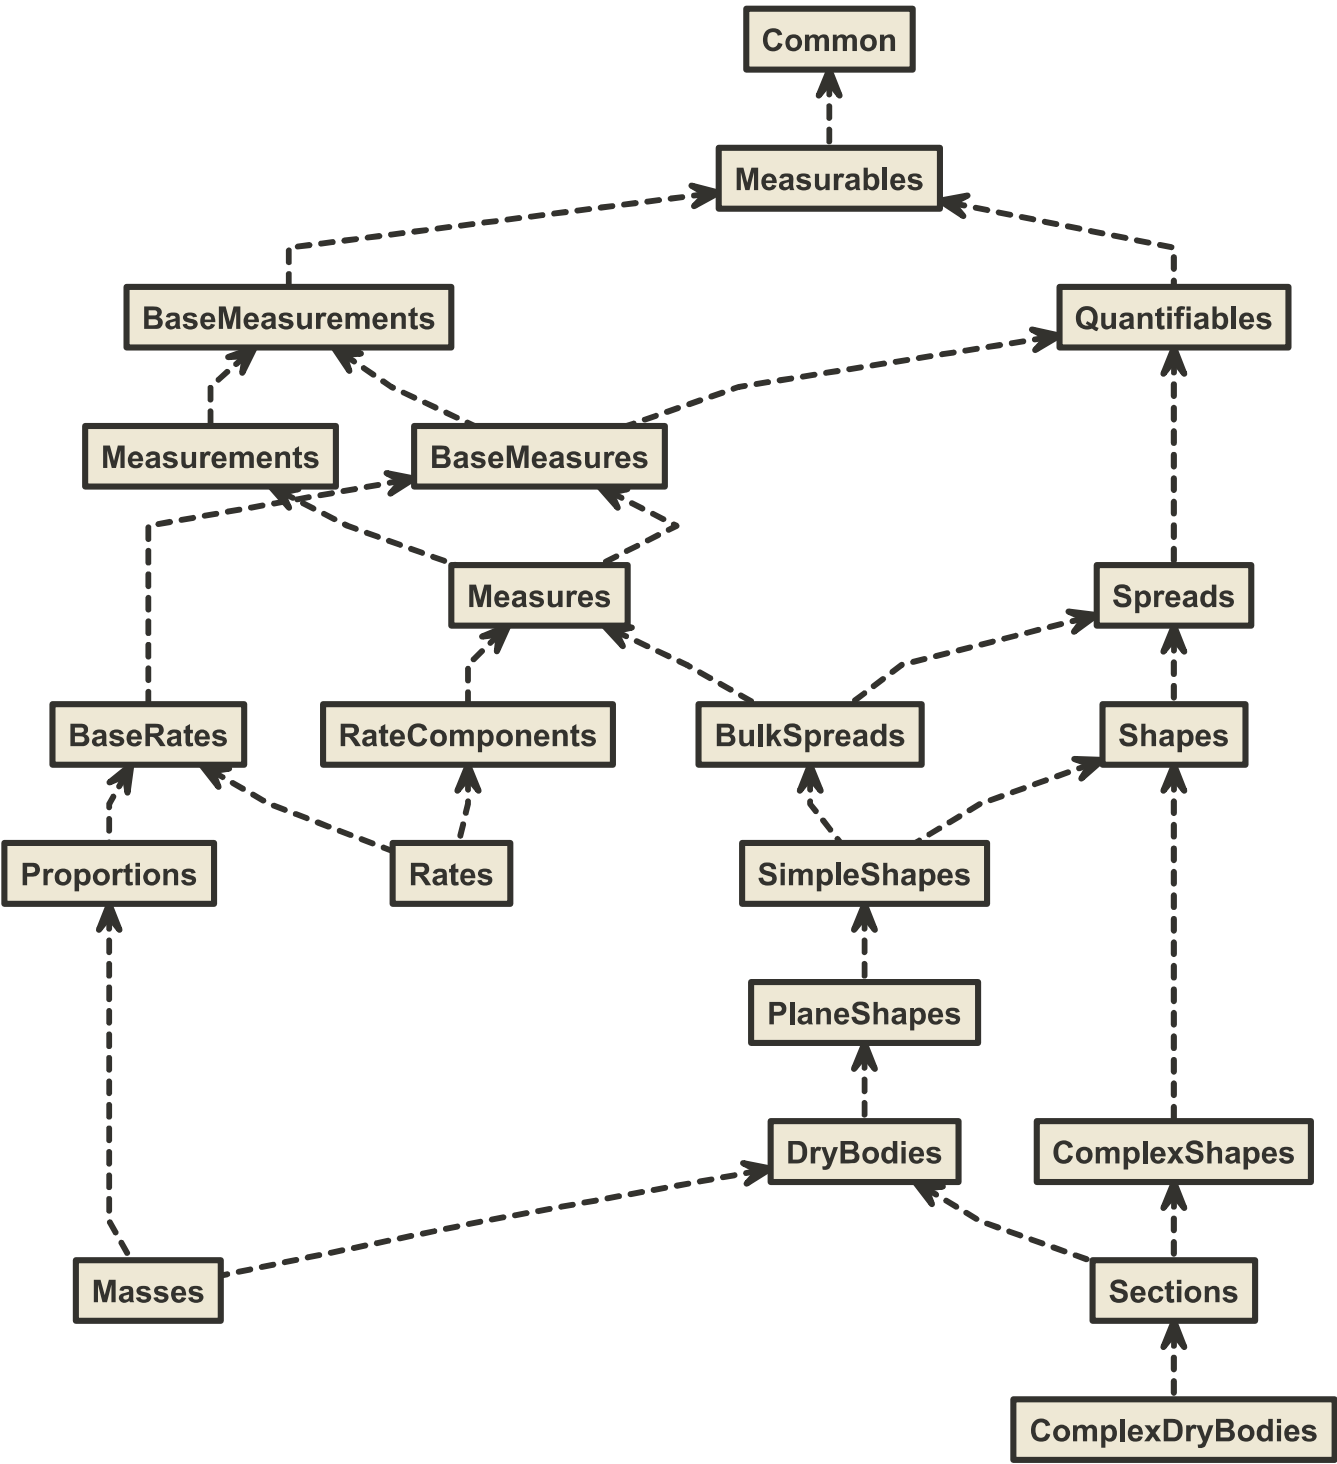 Common
Measurables
BaseMeasurements
Quantifiables
Measurements
BaseMeasures
Measures
Spreads
BaseRates
RateComponents
BulkSpreads
Shapes
Proportions
Rates
SimpleShapes
PlaneShapes
DryBodies
ComplexShapes
Masses
Sections
ComplexDryBodies